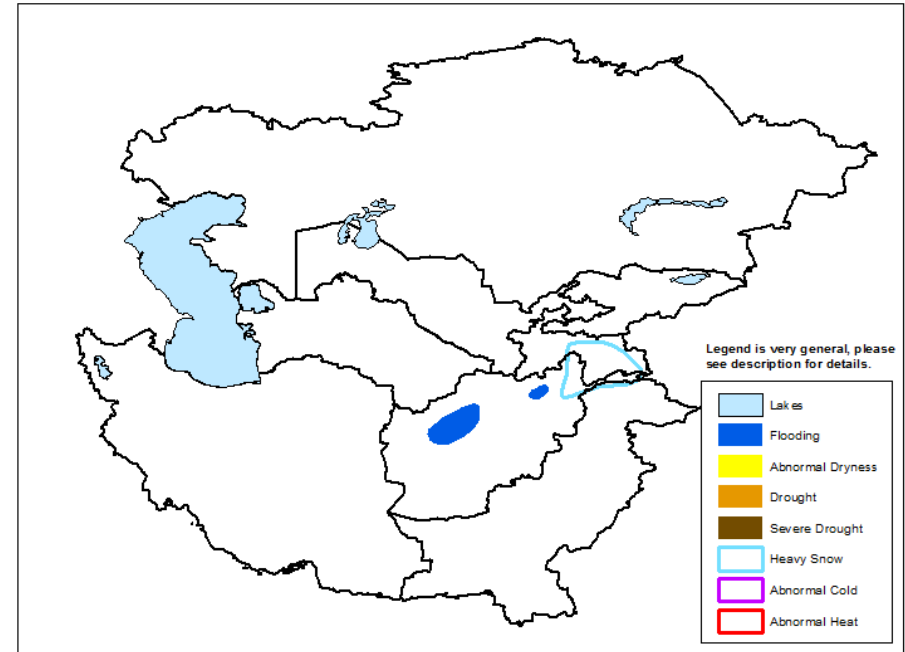 Legend is very general, please
see description for details.
Lakes
Flooding
Abnormal Dryness
Drought
Severe Drought
Heavy Snow
Abnormal Cold
Abnormal Heat